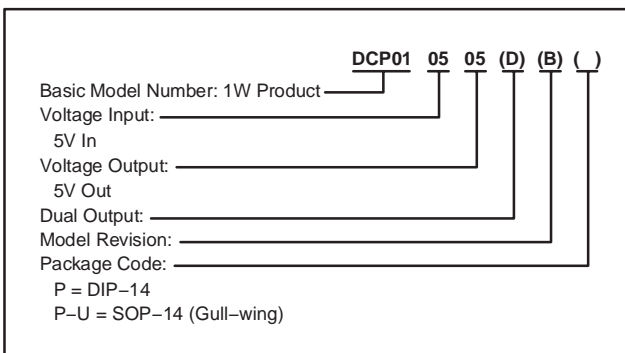 DCP01 05 05 (D) (B) ( )
Basic Model Number: 1W Product
Voltage Input:
5V In
Voltage Output:
5V Out
Dual Output:
Model Revision:
Package Code:
P = DIP−14
P−U = SOP−14 (Gull−wing)